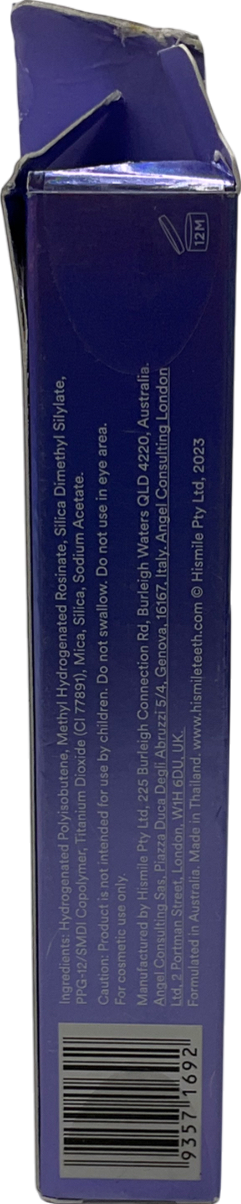 12M
Ingredients: Hydrogenated Polyisobutene, Methyl Hydrogenated Rosinate, Silica Dimethyl Silylate,
PPG-12/SMDI Copolymer, Titanium Dioxide (CI 77891), Mica, Silica, Sodium Acetate.
Caution: Product is not intended for use by children. Do not swallow. Do not use in eye area.
For cosmetic use only.
Manufactured by Hismile Pty Ltd, 225 Burleigh Connection Rd, Burleigh Waters QLD 4220, Australia.
Angel Consulting Sas, Piazza Duca Degli Abruzzi 5/4, Genova, 16167, Italy. Angel Consulting London
Ltd, 2 Portman Street, London, W1H 6DU, UK.
Formulated in Australia. Made in Thailand. www.hismileteeth.com © Hismile Pty Ltd, 2023
9357 1692